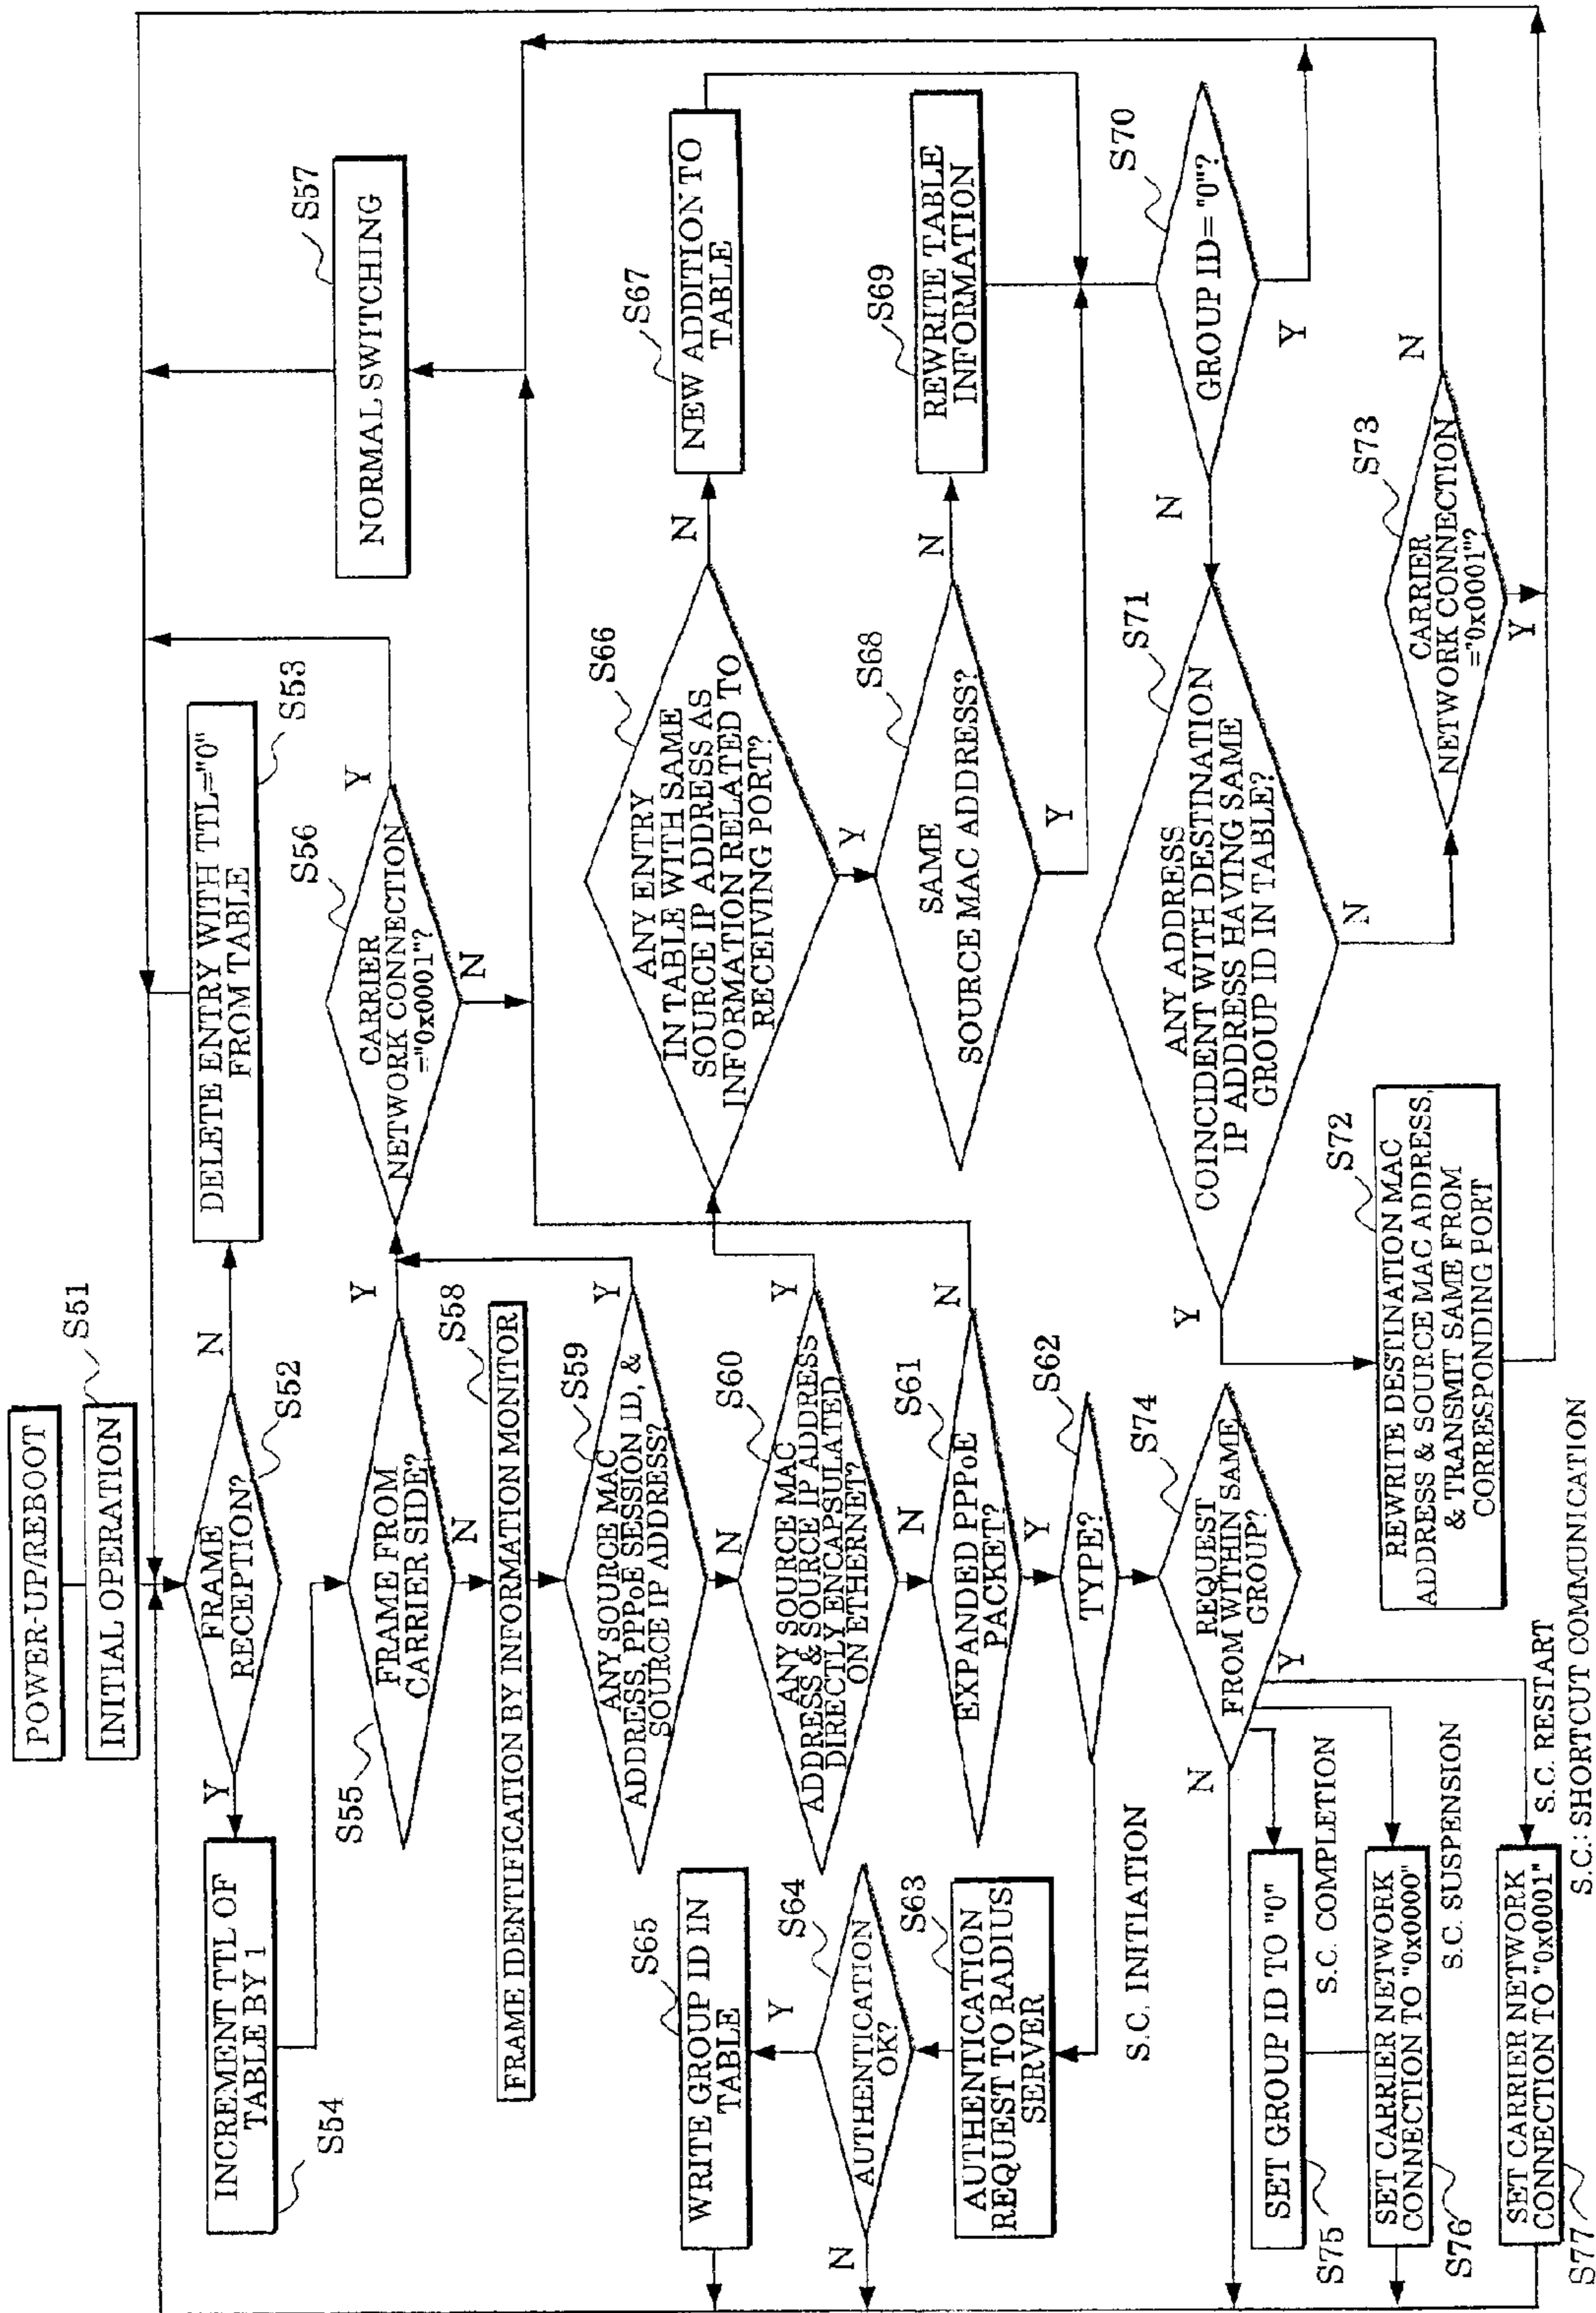 POWER-UP/REBOOT
INITIAL OPERATION
S51
FRAME
RECEPTION?
S52
N
Y
DELETE ENTRY WITH TTL="0"
FROM TABLE
S53
INCREMENT TTL OF
TABLE BY 1
S54
FRAME FROM
CARRIER SIDE?
S55
Y
N
CARRIER
NETWORK CONNECTION
="0x0001"?
S56
Y
N
NORMAL SWITCHING
S57
FRAME IDENTIFICATION BY INFORMATION MONITOR
S58
ANY SOURCE MAC
ADDRESS, PPPoE SESSION ID, &
SOURCE IP ADDRESS?
S59
Y
N
ANY SOURCE MAC
ADDRESS & SOURCE IP ADDRESS
DIRECTLY ENCAPSULATED
ON ETHERNET?
S60
Y
N
EXPANDED PPPoE
PACKET?
S61
N
Y
TYPE?
S62
S.C. INITIATION
AUTHENTICATION
REQUEST TO RADIUS
SERVER
S63
AUTHENTICATION
OK?
S64
Y
N
WRITE GROUP ID IN
TABLE
S65
ANY ENTRY
IN TABLE WITH SAME
SOURCE IP ADDRESS AS
INFORMATION RELATED TO
RECEIVING PORT?
S66
N
Y
NEW ADDITION TO
TABLE
S67
SAME
SOURCE MAC ADDRESS?
S68
N
Y
REWRITE TABLE
INFORMATION
S69
GROUP ID= "0"?
S70
Y
N
ANY ADDRESS
COINCIDENT WITH DESTINATION
IP ADDRESS HAVING SAME
GROUP ID IN TABLE?
S71
Y
N
REWRITE DESTINATION MAC
ADDRESS & SOURCE MAC ADDRESS,
& TRANSMIT SAME FROM
CORRESPONDING PORT
S72
CARRIER
NETWORK CONNECTION
="0x0001"?
S73
N
Y
REQUEST
FROM WITHIN SAME
GROUP?
S74
N
Y
SET GROUP ID TO "0"
S75
S.C. COMPLETION
SET CARRIER NETWORK
CONNECTION TO "0x0000"
S76
S.C. SUSPENSION
SET CARRIER NETWORK
CONNECTION TO "0x0001"
S77
S.C. RESTART
S.C.: SHORTCUT COMMUNICATION